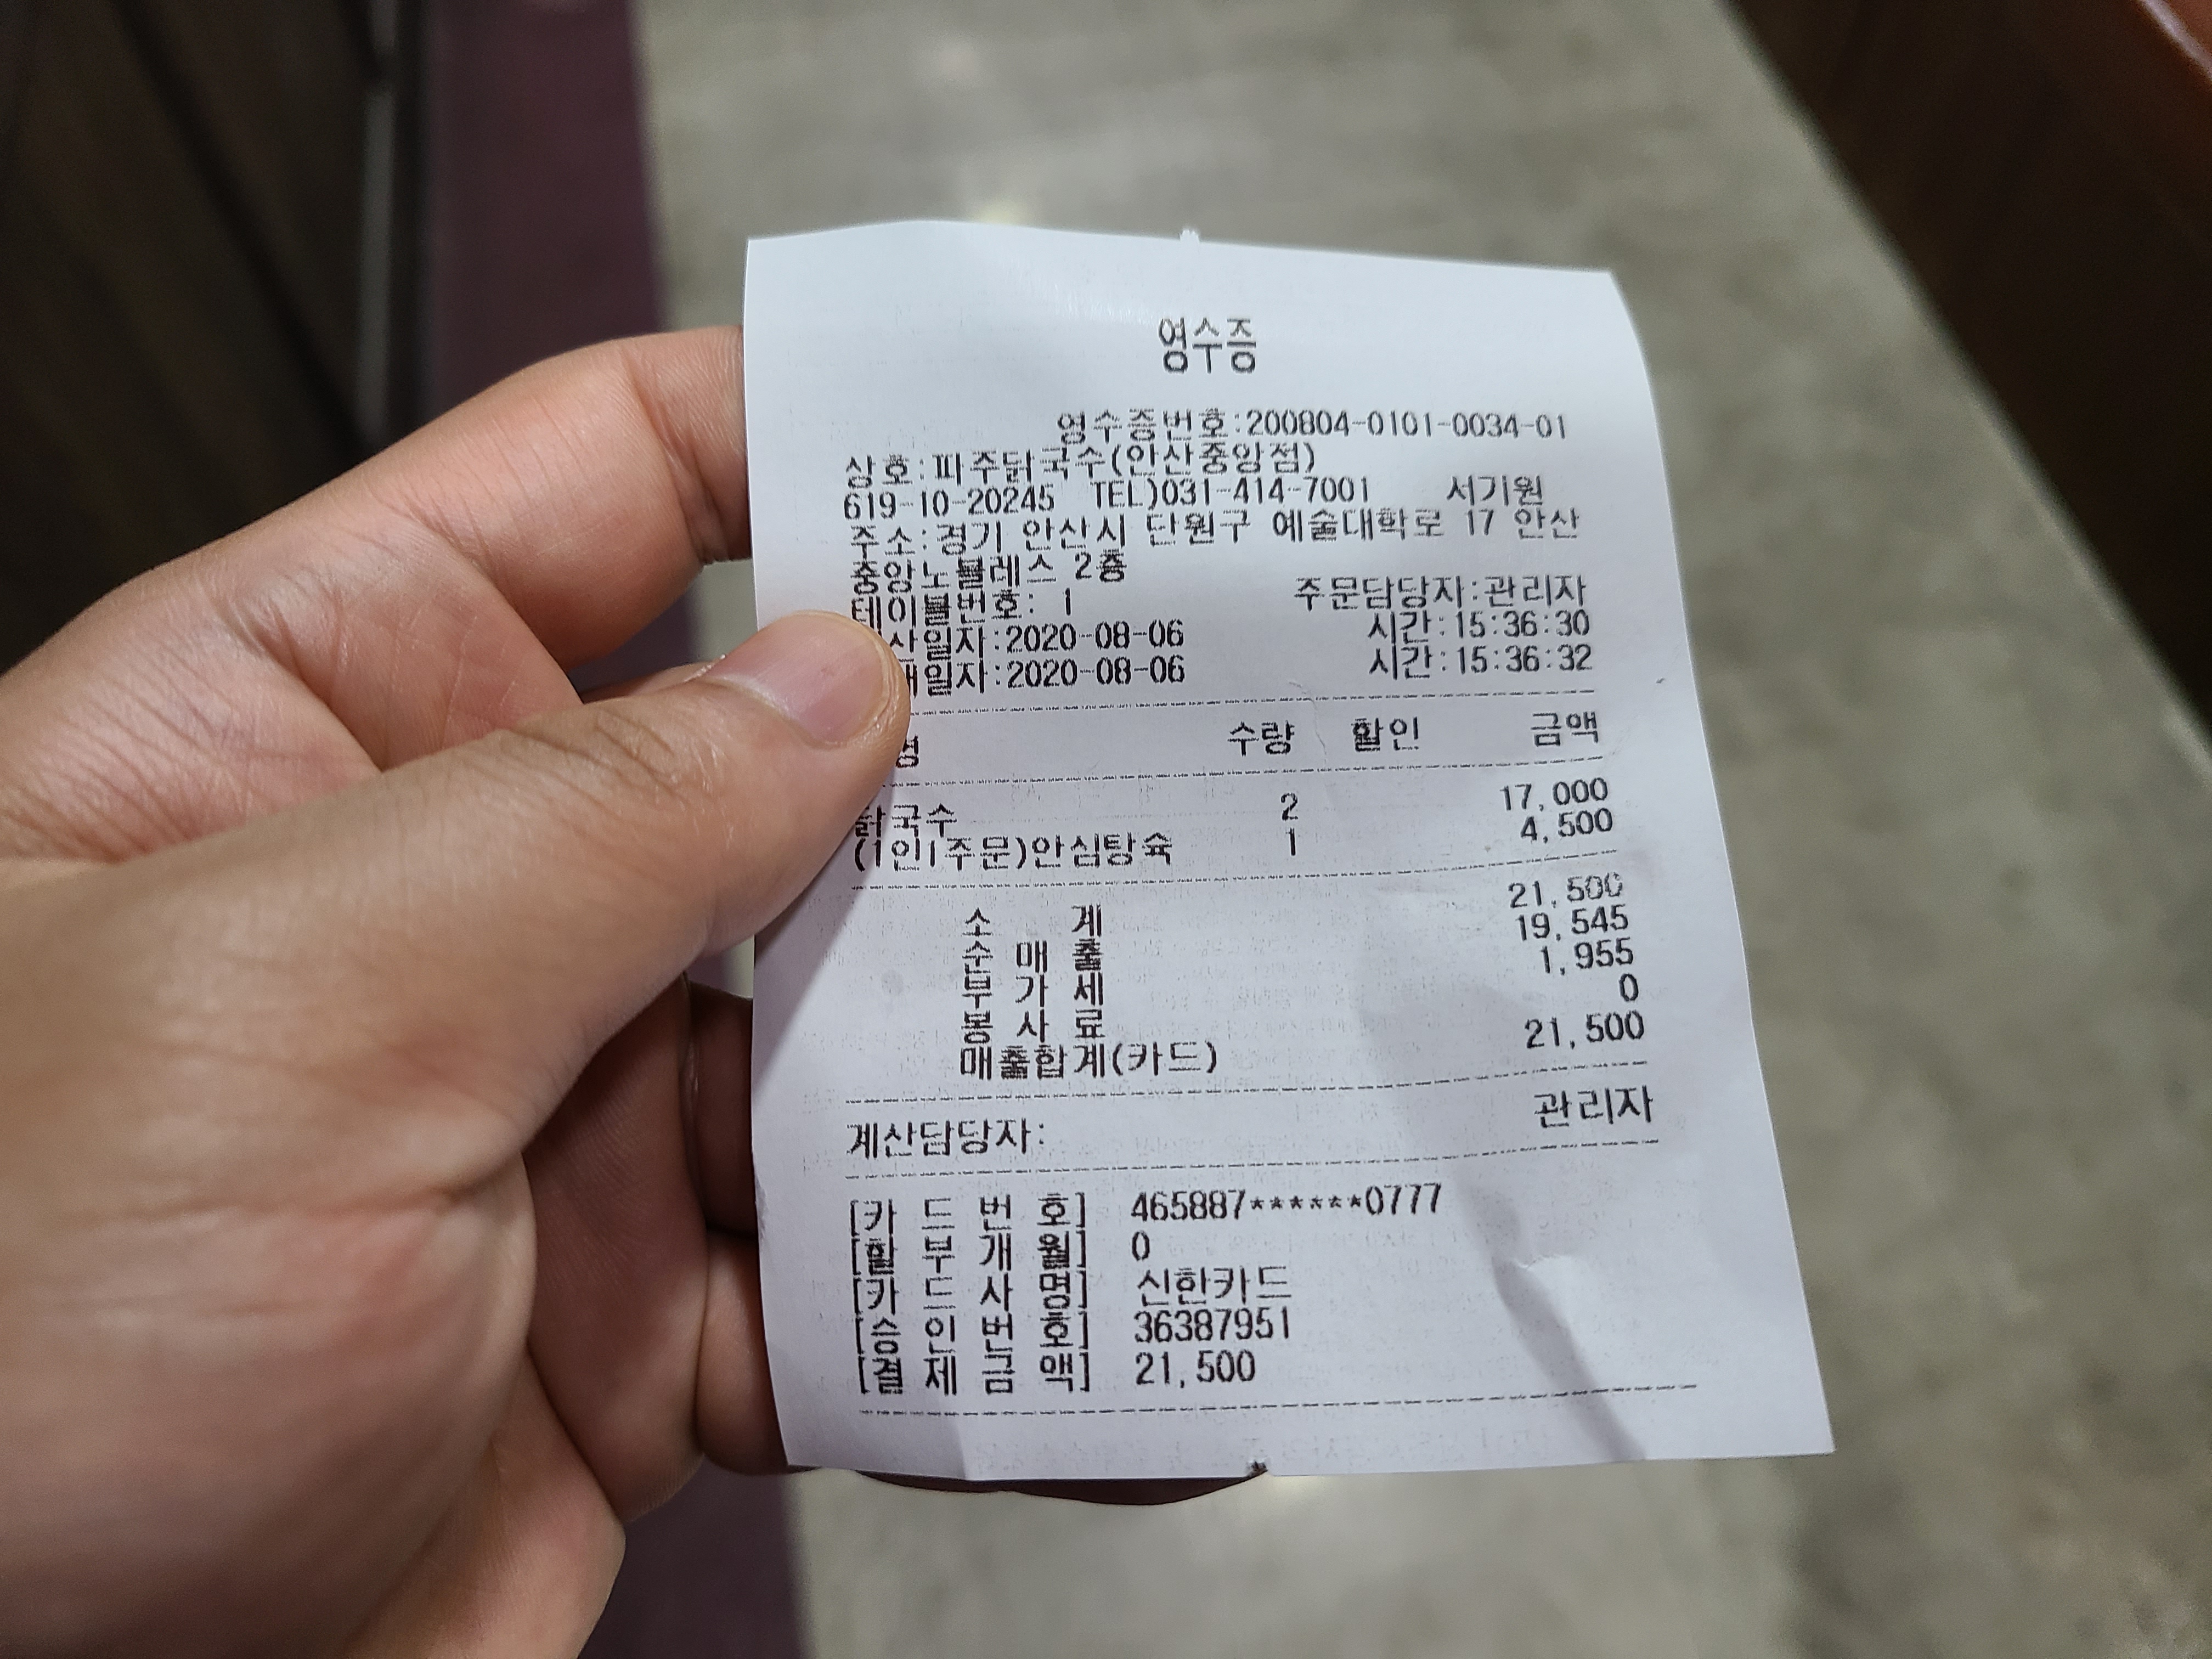 영수증
영수증번호:200804-0101-0034-01
상호:파주닭국수(안산중앙점)
619-10-20245 TEL)031-414-7001 서기원
주소:경기 안산시 단원구 예술대학로 17 안산
중앙노블레스 2층
테이블번호: 1 주문담당자:관리자
산일자:2020-08-06 시간:15:36:30
매일자:2020-08-06 시간:15:36:32
명 수량 할인 금액
닭국수 2 17,000
(1인1주문)안심탕슉 1 4,500
소 계 21,500
순 매 출 19,545
부 가 세 1,955
봉 사 료 0
매출합계(카드) 21,500
계산담당자: 관리자
[카 드 번 호] 465887******0777
[할 부 개 월] 0
[카 드 사 명] 신한카드
[승 인 번 호] 36387951
[결 제 금 액] 21,500